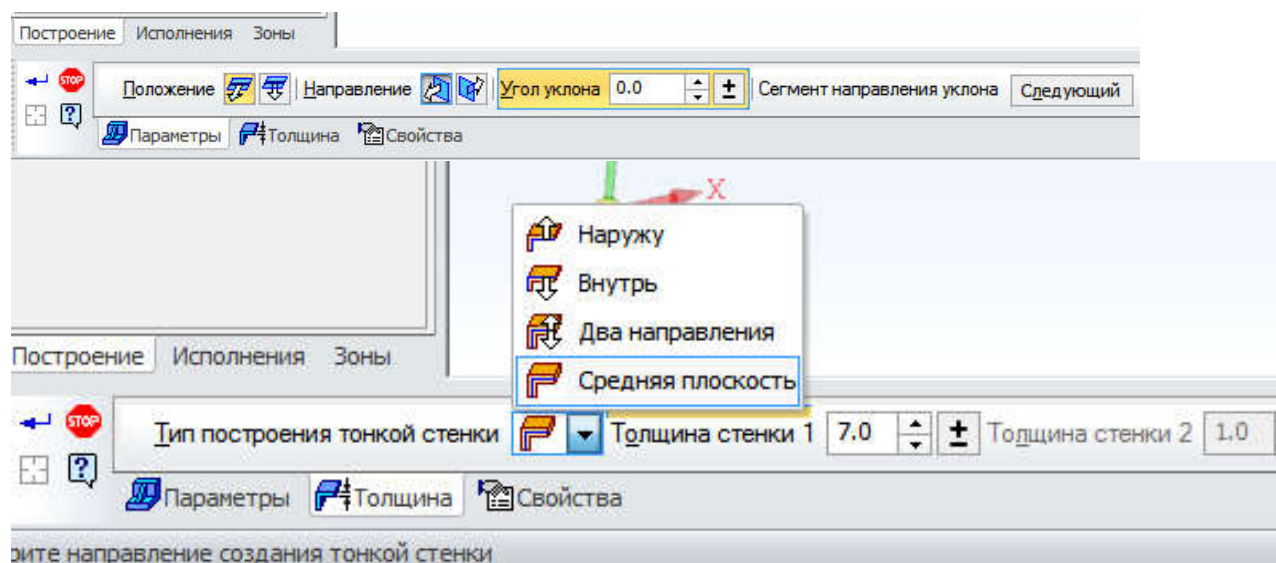 Построение Исполнения Зоны
STOP Положение Направление Угол уклона 0.0 ± Сегмент направления уклона Следующий
? Параметры Толщина Свойства
X
Наружу
Внутрь
Два направления
Средняя плоскость
Построение Исполнения Зоны
STOP Тип построения тонкой стенки Толщина стенки 1 7.0 ± Толщина стенки 2 1.0
? Параметры Толщина Свойства
рите направление создания тонкой стенки